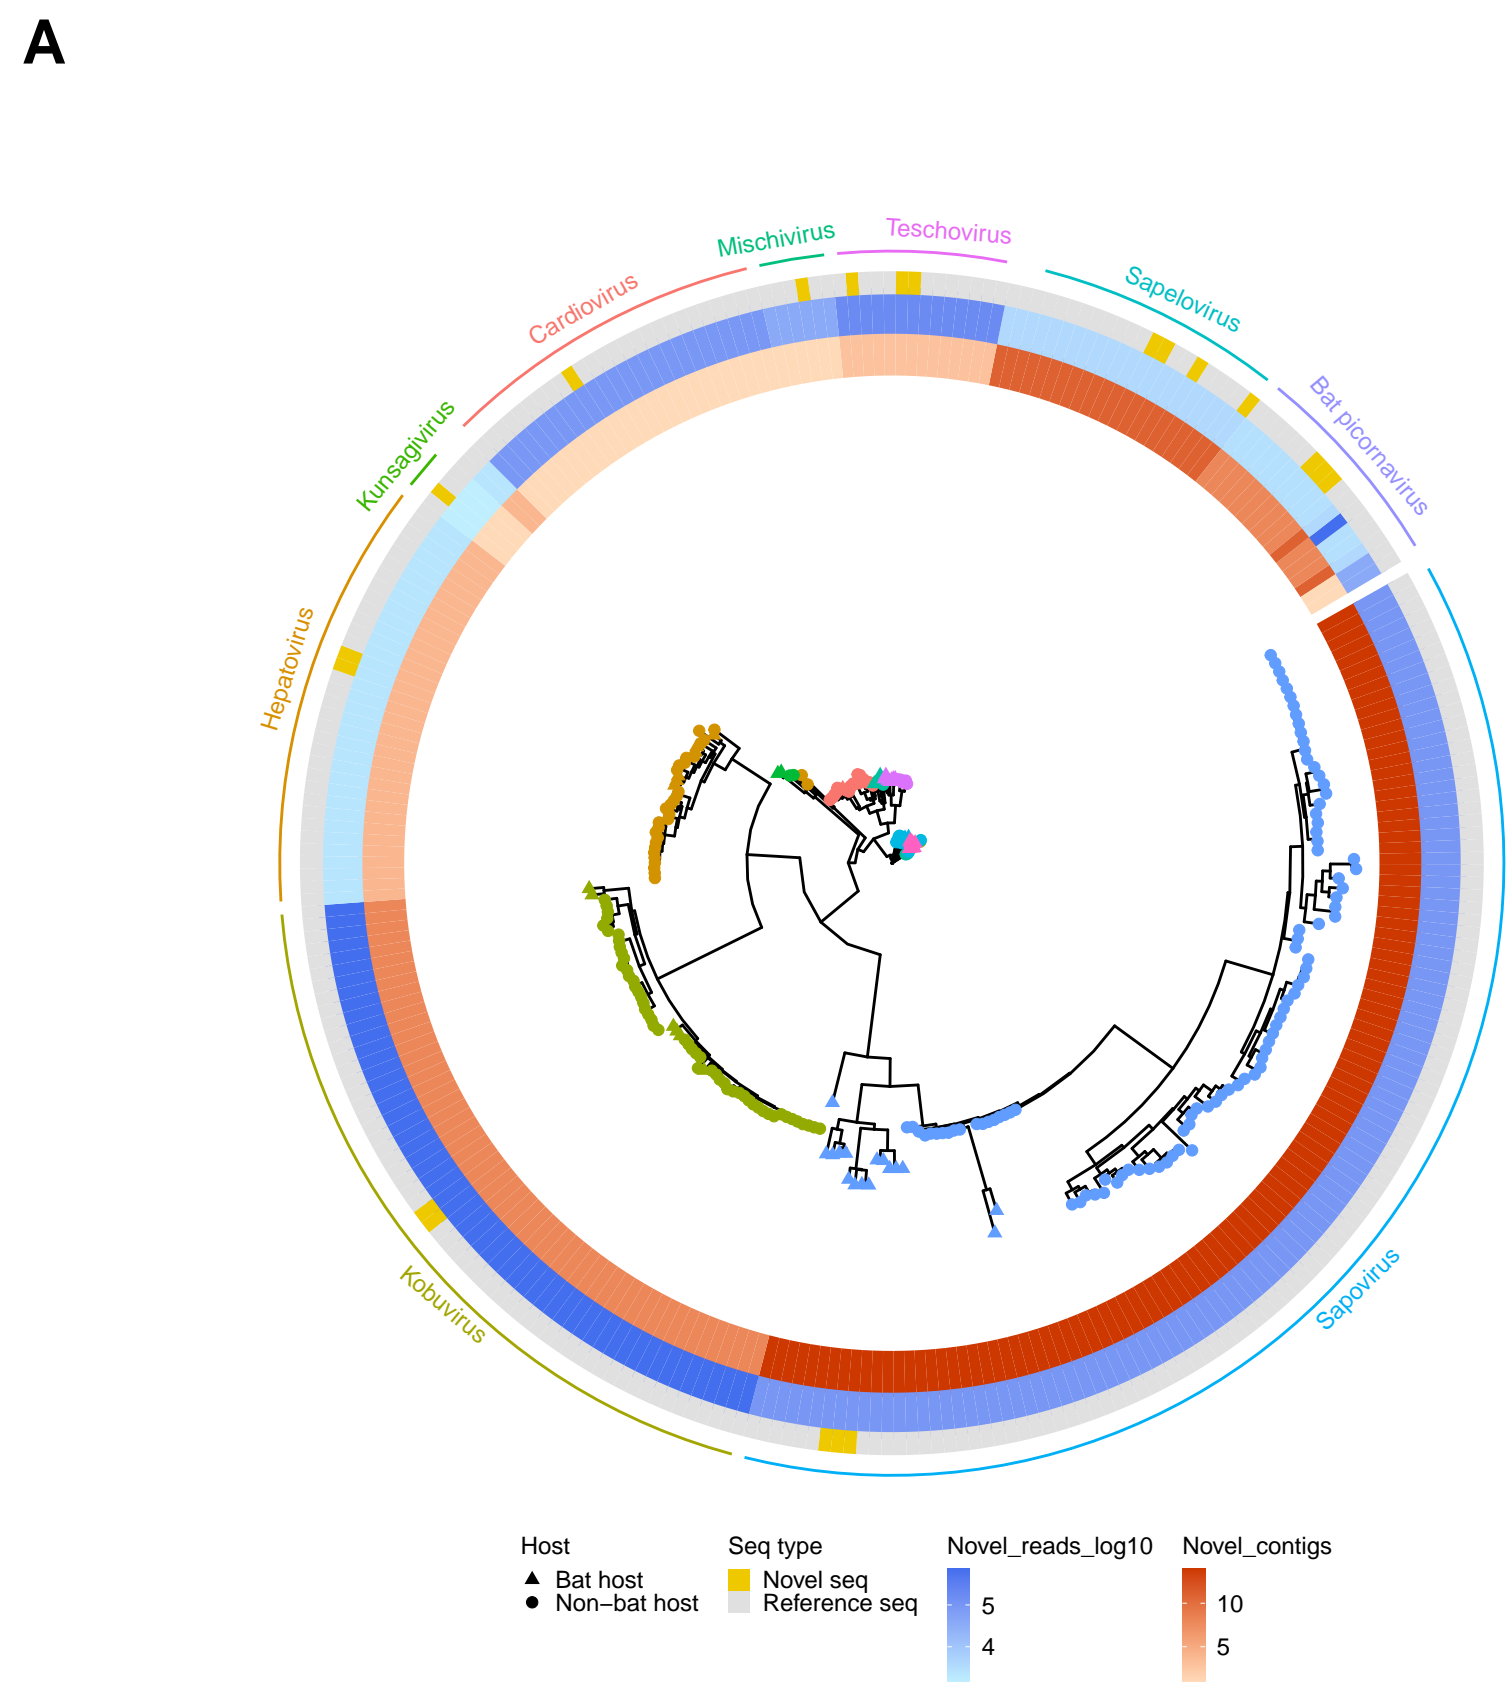 A
Teschovirus
Mischivirus
Sapelovirus
Cardiovirus
Bat picornavirus
Kunsagivirus
Hepatovirus
Kobuvirus
Sapovirus
Host
Bat host
Non−bat host
Seq type
Novel seq
Reference seq
Novel_reads_log10
5
4
Novel_contigs
10
5